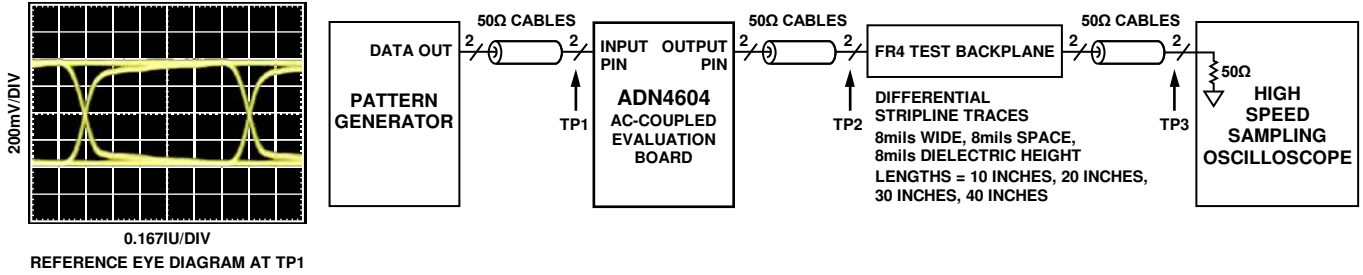 200mV/DIV
0.167IU/DIV
REFERENCE EYE DIAGRAM AT TP1
DATA OUT
PATTERN
GENERATOR
50Ω CABLES
2
2
TP1
INPUT
PIN
OUTPUT
PIN
ADN4604
AC-COUPLED
EVALUATION
BOARD
50Ω CABLES
2
2
TP2
FR4 TEST BACKPLANE
DIFFERENTIAL
STRIPLINE TRACES
8mils WIDE, 8mils SPACE,
8mils DIELECTRIC HEIGHT
LENGTHS = 10 INCHES, 20 INCHES,
30 INCHES, 40 INCHES
50Ω CABLES
2
2
TP3
50Ω
HIGH
SPEED
SAMPLING
OSCILLOSCOPE